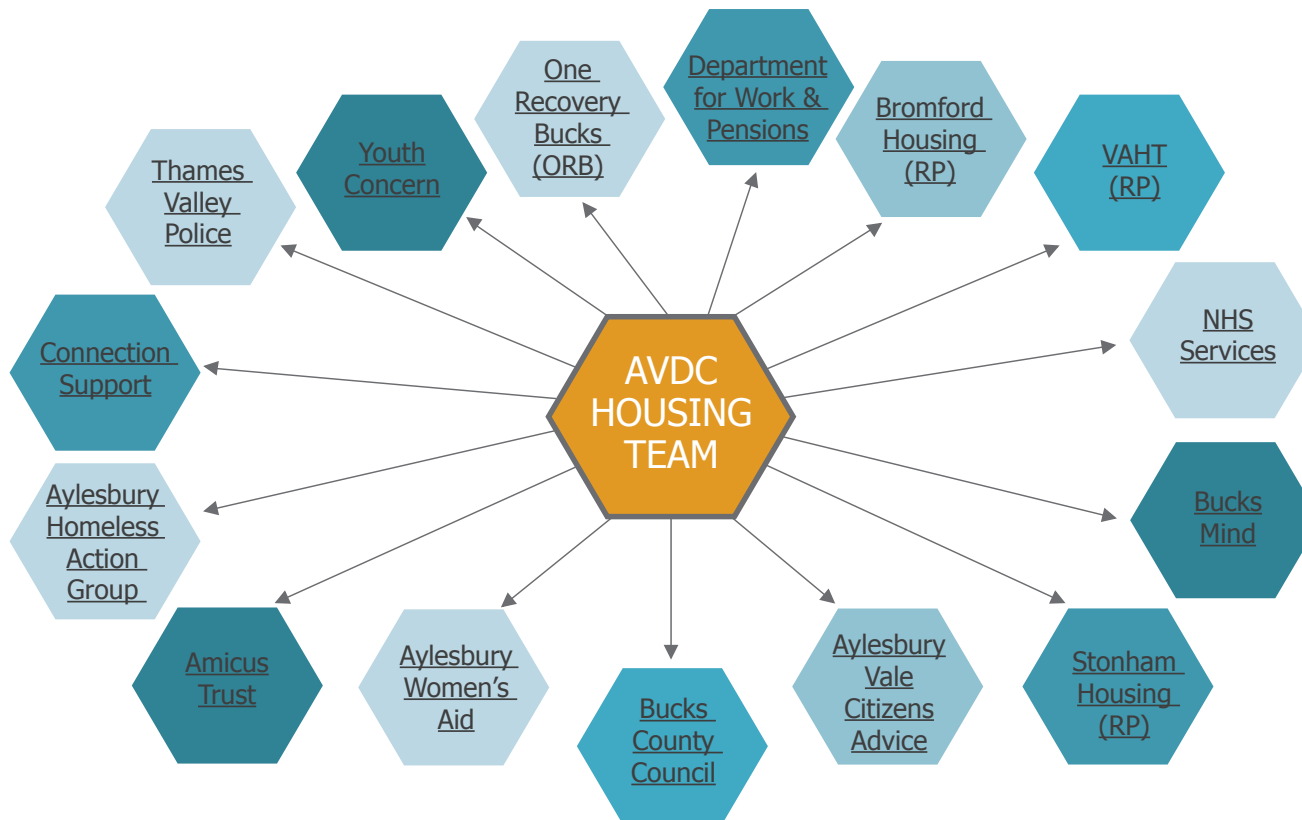 One
Recovery
Bucks
(ORB)
Department
for Work &
Pensions
Bromford
Housing
(RP)
Youth
Concern
VAHT
(RP)
Thames
Valley
Police
NHS
Services
Connection
Support
AVDC
HOUSING
TEAM
Aylesbury
Homeless
Action
Group
Bucks
Mind
Amicus
Trust
Aylesbury
Women's
Aid
Bucks
County
Council
Aylesbury
Vale
Citizens
Advice
Stonham
Housing
(RP)